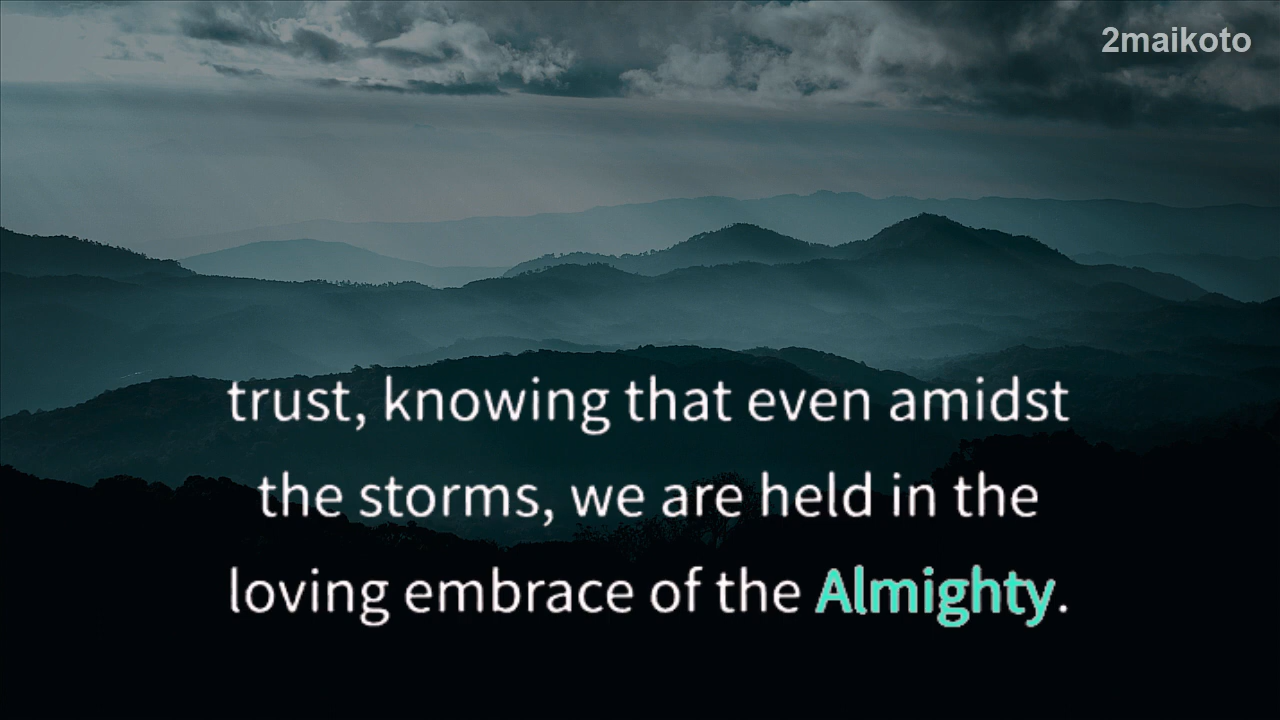 2maikoto
trust, knowing that even amidst
the storms, we are held in the
loving embrace of the Almighty.